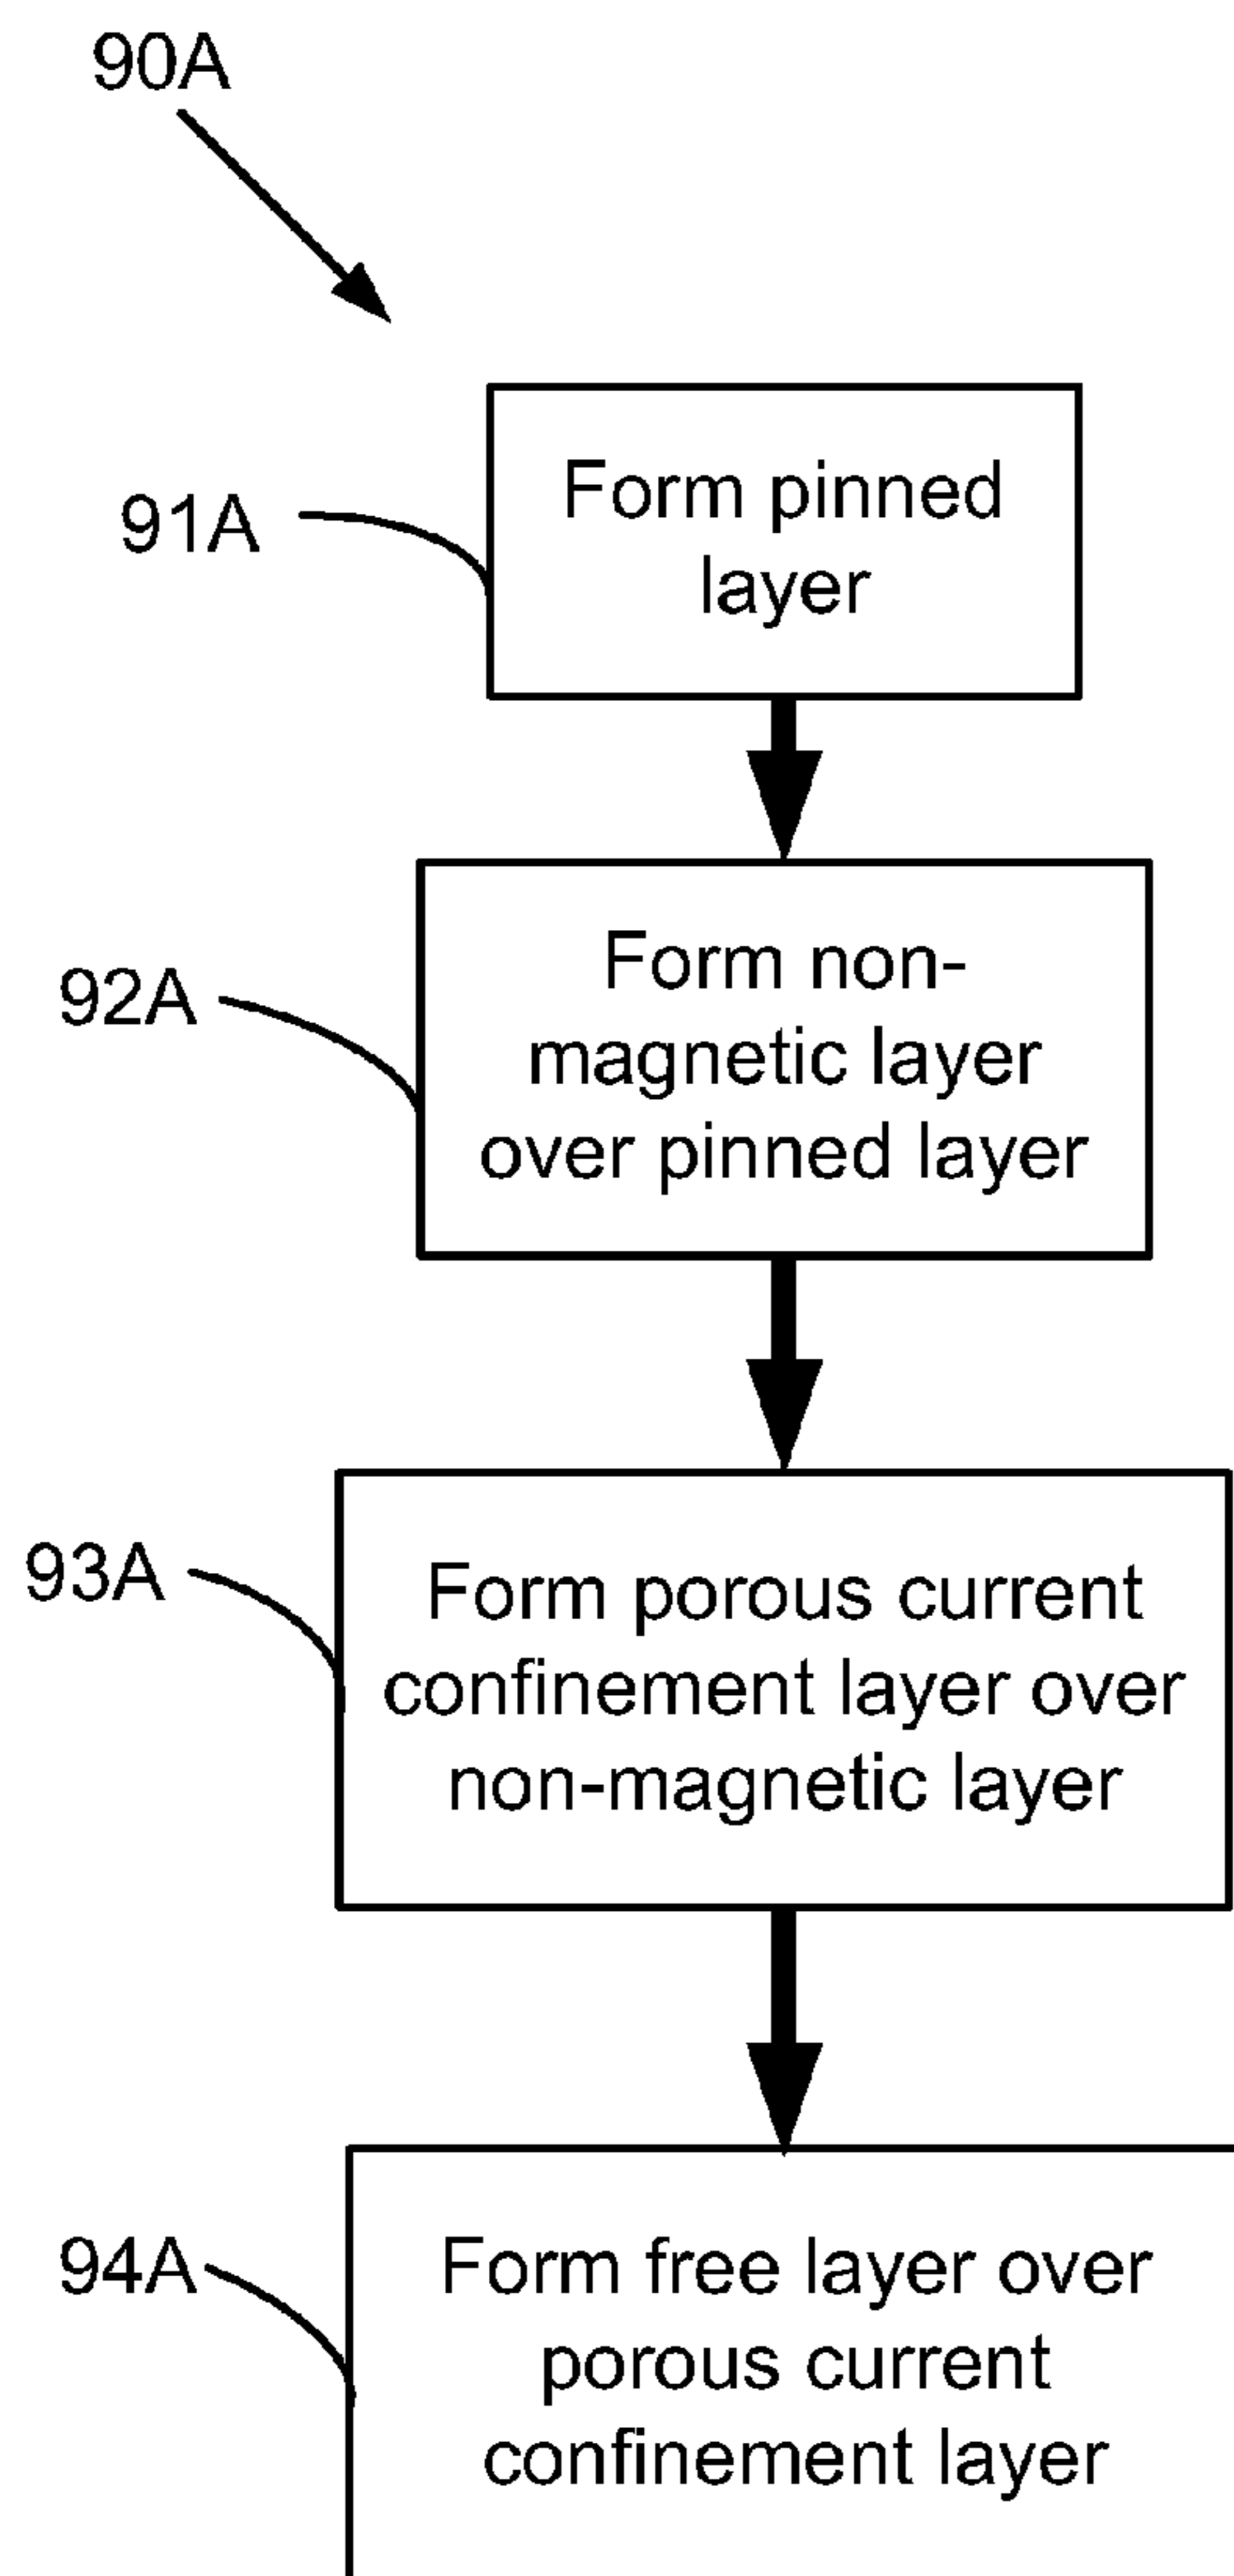 90A
91A
Form pinned
layer
92A
Form non-
magnetic layer
over pinned layer
93A
Form porous current
confinement layer over
non-magnetic layer
94A
Form free layer over
porous current
confinement layer